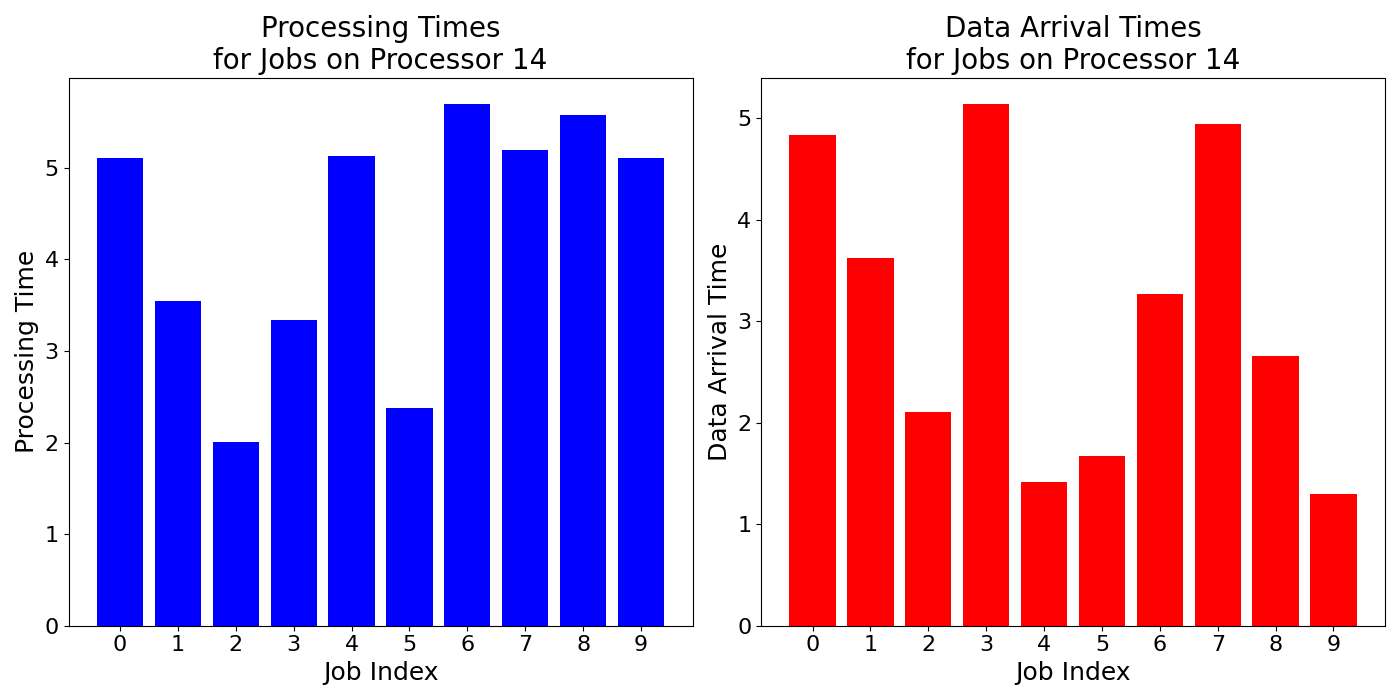 Processing Times
for Jobs on Processor 14
Processing Time
5
4
3
2
1
0
0 1 2 3 4 5 6 7 8 9
Job Index
Data Arrival Times
for Jobs on Processor 14
Data Arrival Time
5
4
3
2
1
0
0 1 2 3 4 5 6 7 8 9
Job Index